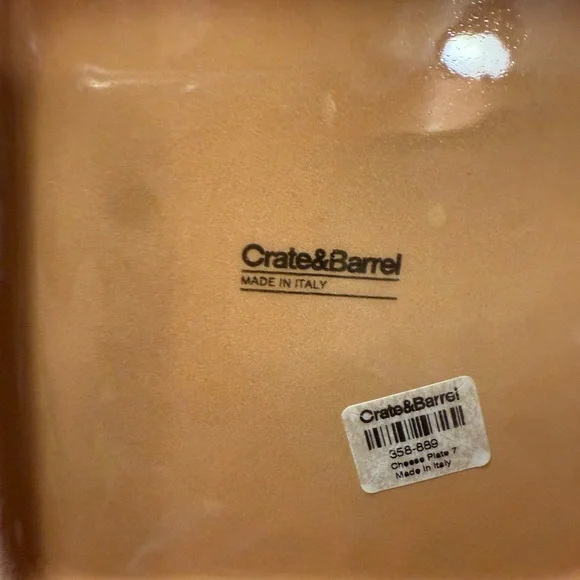 Crate&Barrel
MADE IN ITALY
Crate&Barrel
358-889
Cheese Plate 7
Made in Italy